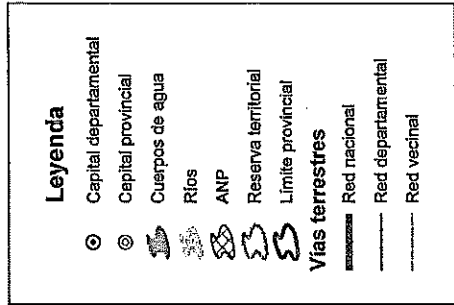 Leyenda
Capital departamental
Capital provincial
Cuerpos de agua
Ríos
ANP
Reserva territorial
Límite provincial
Vías terrestres
Red nacional
Red departamental
Red vecinal